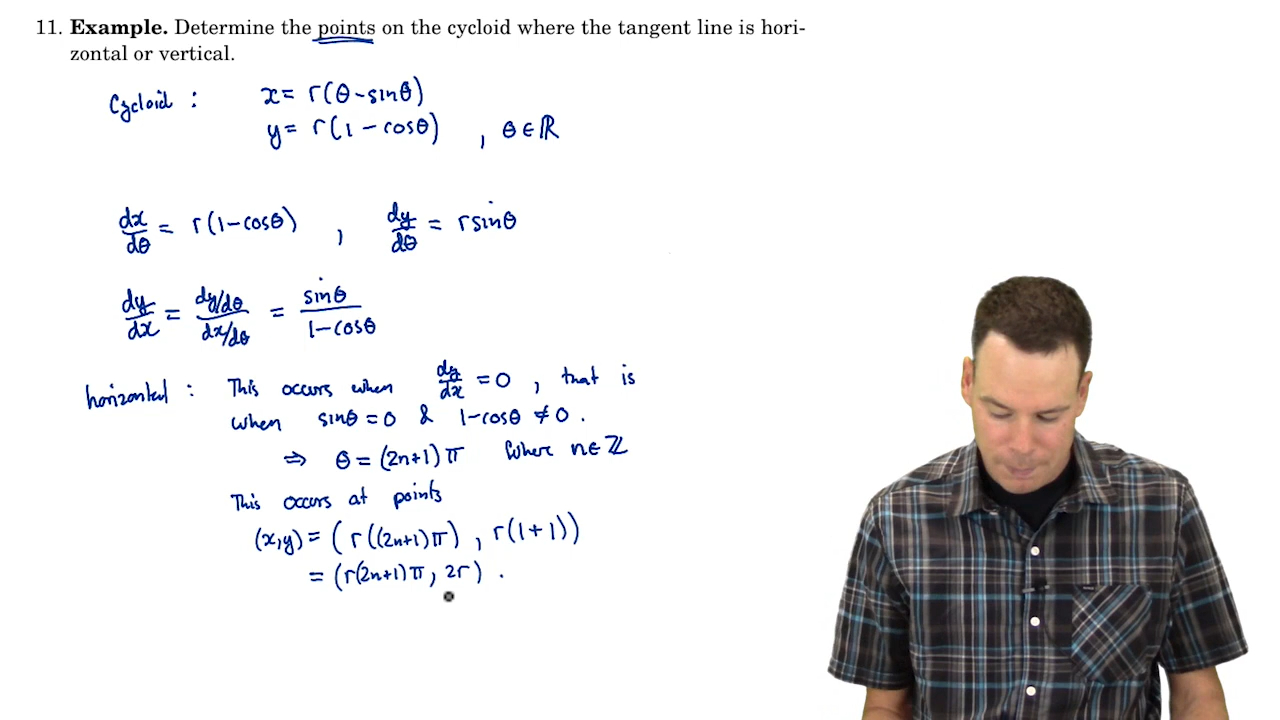 11. Example. Determine the points on the cycloid where the tangent line is hori-
zontal or vertical.
Cycloid : x = r(θ - sinθ)
y = r(1 - cosθ) , θ ∈ ℝ
dx/dθ = r(1 - cosθ) , dy/dθ = r sinθ
dy/dx = (dy/dθ)/(dx/dθ) = sinθ/(1 - cosθ)
horizontal : This occurs when dy/dx = 0 , that is
when sinθ = 0 & 1 - cosθ ≠ 0 .
⇒ θ = (2n+1)π where n ∈ ℤ
This occurs at points
(x,y) = (r((2n+1)π) , r(1+1))
= (r(2n+1)π, 2r) .